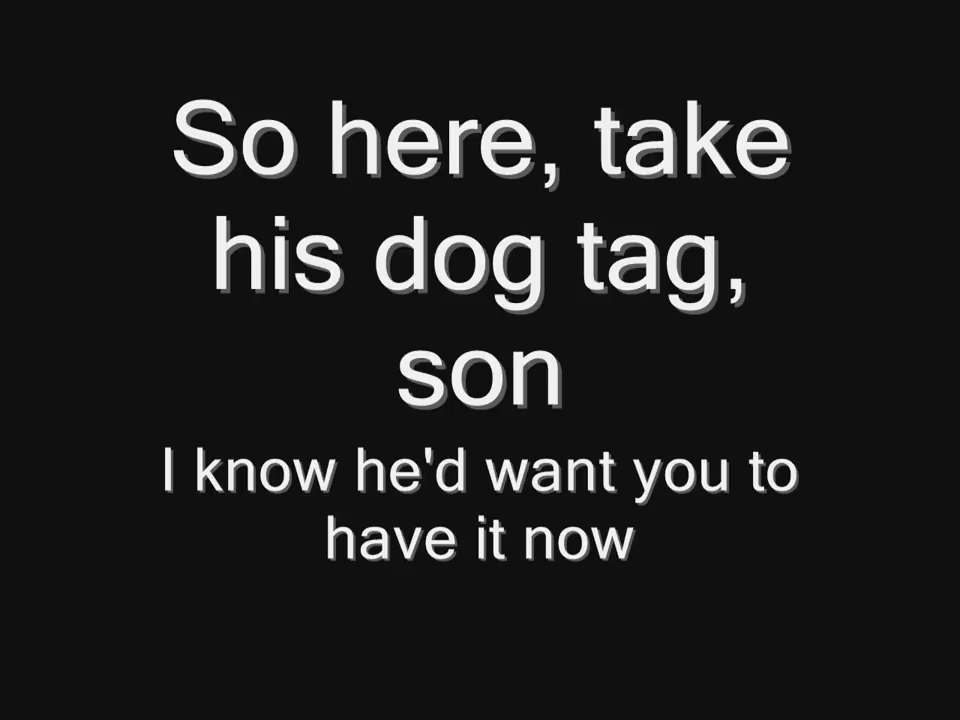 So here, take
his dog tag,
son
I know he'd want you to
have it now